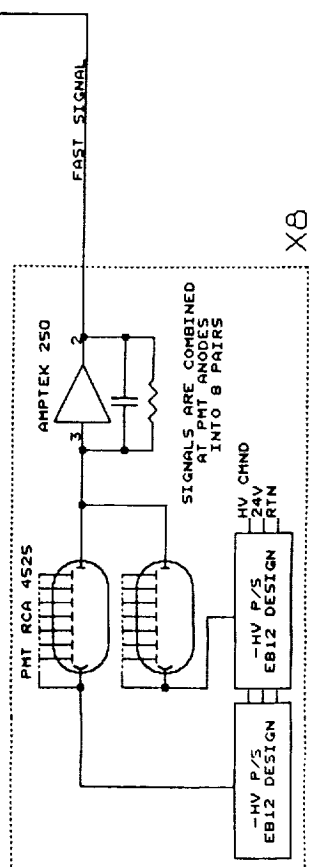 FAST SIGNAL
X8
AMPTEK 250
3
2
PMT RCA 4525
SIGNALS ARE COMBINED
AT PMT ANODES
INTO 8 PAIRS
HV CMND
24V
RTN
-HV P/S
EB12 DESIGN
-HV P/S
EB12 DESIGN